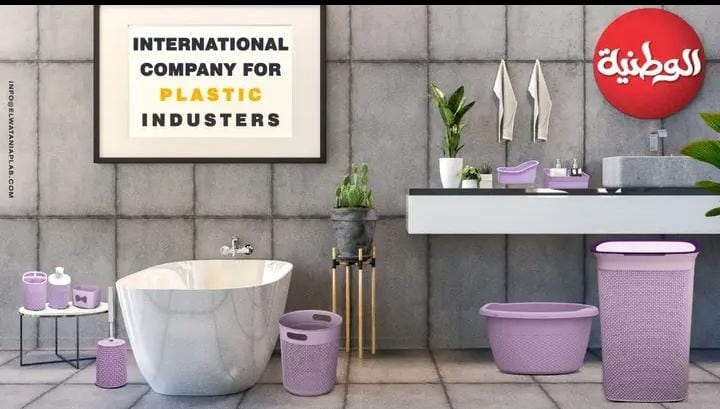 INTERNATIONAL
COMPANY FOR
PLASTIC
INDUSTERS
الوطنية
INFO@ELWATANIAPLAS.COM